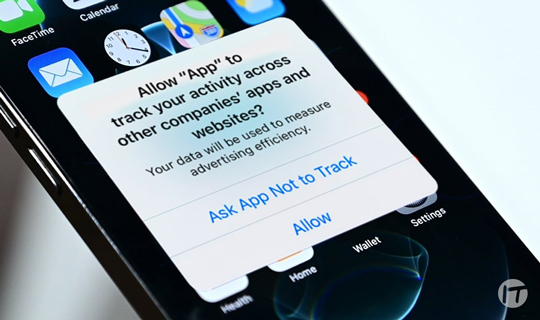 FaceTime
Calendar
Allow "App" to
track your activity across
other companies' apps and
websites?
Your data will be used to measure
advertising efficiency.
Ask App Not to Track
Allow
Health
Home
Wallet
Settings
IT